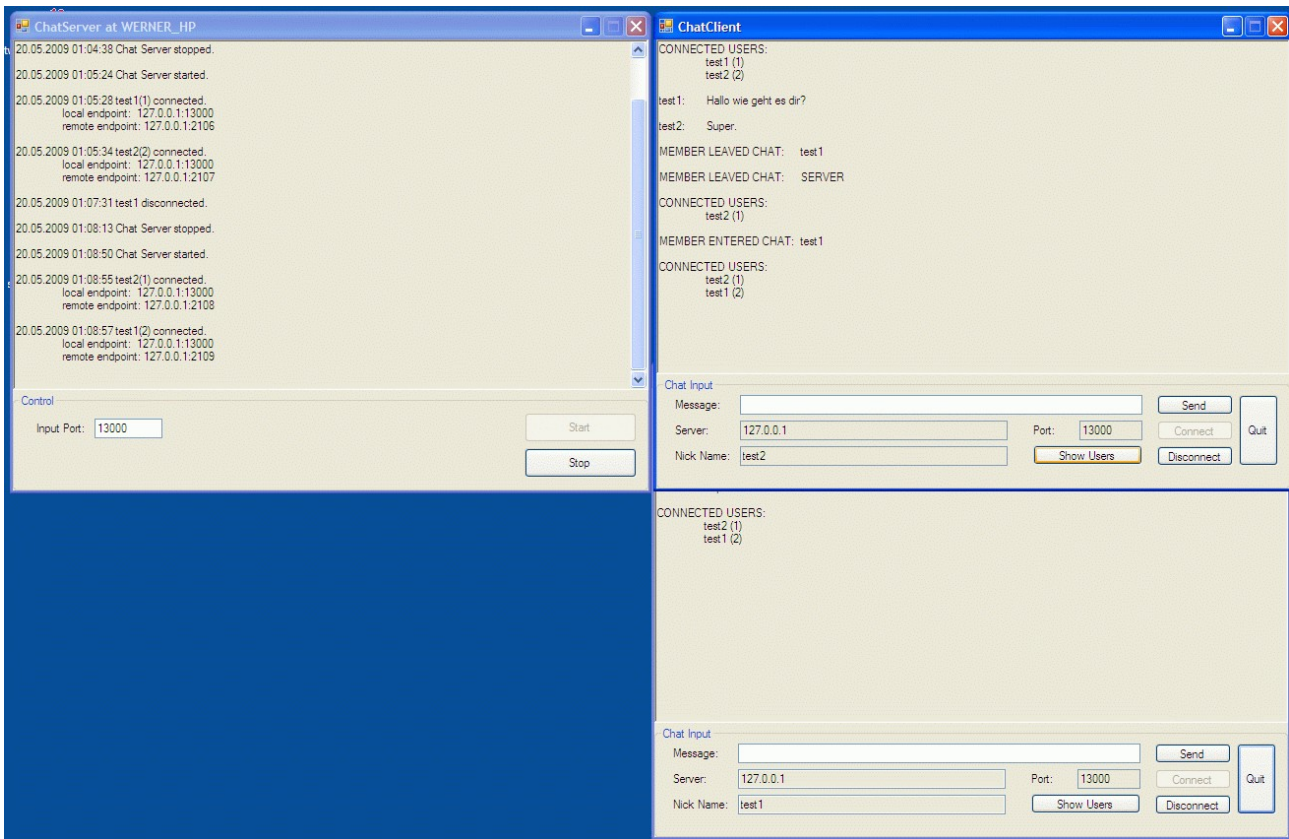 ChatServer at WERNER_HP
20.05.2009 01:04:38 Chat Server stopped.
20.05.2009 01:05:24 Chat Server started.
20.05.2009 01:05:28 test1(1) connected.
local endpoint: 127.0.0.1:13000
remote endpoint: 127.0.0.1:2106
20.05.2009 01:05:34 test2(2) connected.
local endpoint: 127.0.0.1:13000
remote endpoint: 127.0.0.1:2107
20.05.2009 01:07:31 test1 disconnected.
20.05.2009 01:08:13 Chat Server stopped.
20.05.2009 01:08:50 Chat Server started.
20.05.2009 01:08:55 test2(1) connected.
local endpoint: 127.0.0.1:13000
remote endpoint: 127.0.0.1:2108
20.05.2009 01:08:57 test1(2) connected.
local endpoint: 127.0.0.1:13000
remote endpoint: 127.0.0.1:2109
Control
Input Port: 13000
Start
Stop
ChatClient
CONNECTED USERS:
test1 (1)
test2 (2)
test1: Hallo wie geht es dir?
test2: Super.
MEMBER LEAVED CHAT: test1
MEMBER LEAVED CHAT: SERVER
CONNECTED USERS:
test2 (1)
MEMBER ENTERED CHAT: test1
CONNECTED USERS:
test2 (1)
test1 (2)
Chat Input
Message: Send
Server: 127.0.0.1 Port: 13000 Connect Quit
Nick Name: test2 Show Users Disconnect
CONNECTED USERS:
test2 (1)
test1 (2)
Chat Input
Message: Send
Server: 127.0.0.1 Port: 13000 Connect Quit
Nick Name: test1 Show Users Disconnect